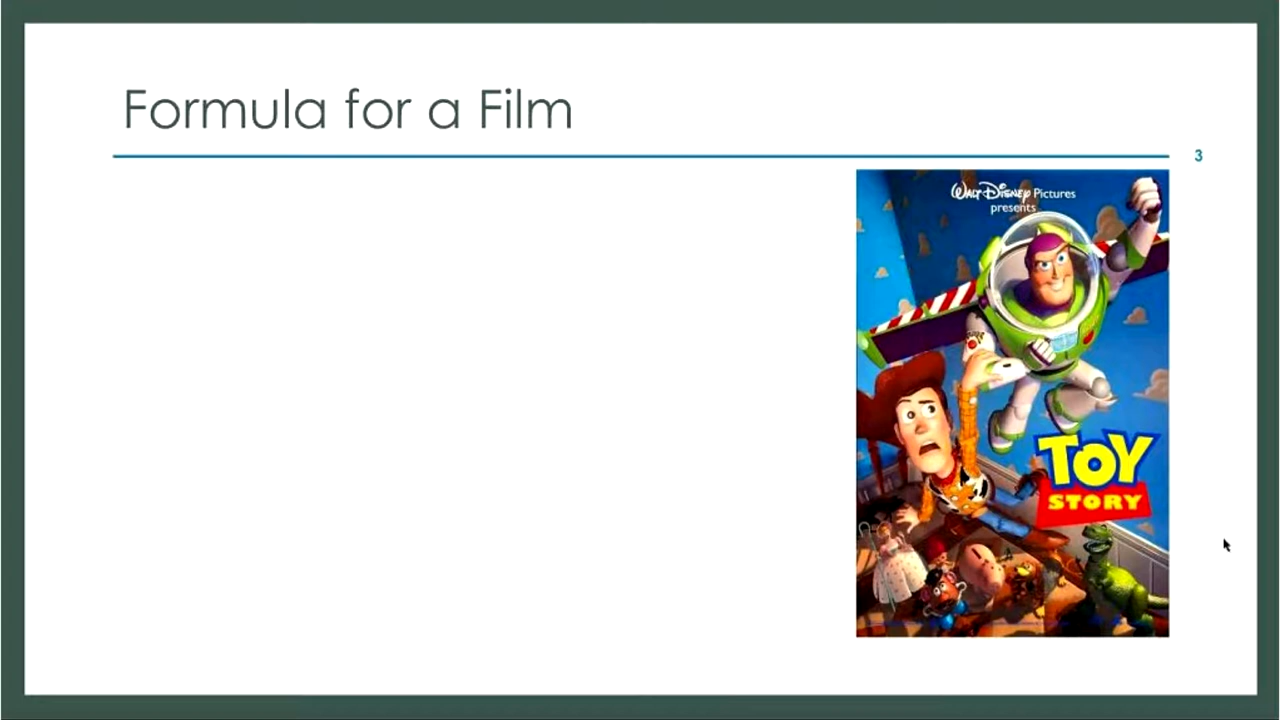 Formula for a Film
3
Walt Disney Pictures
presents
TOY
STORY